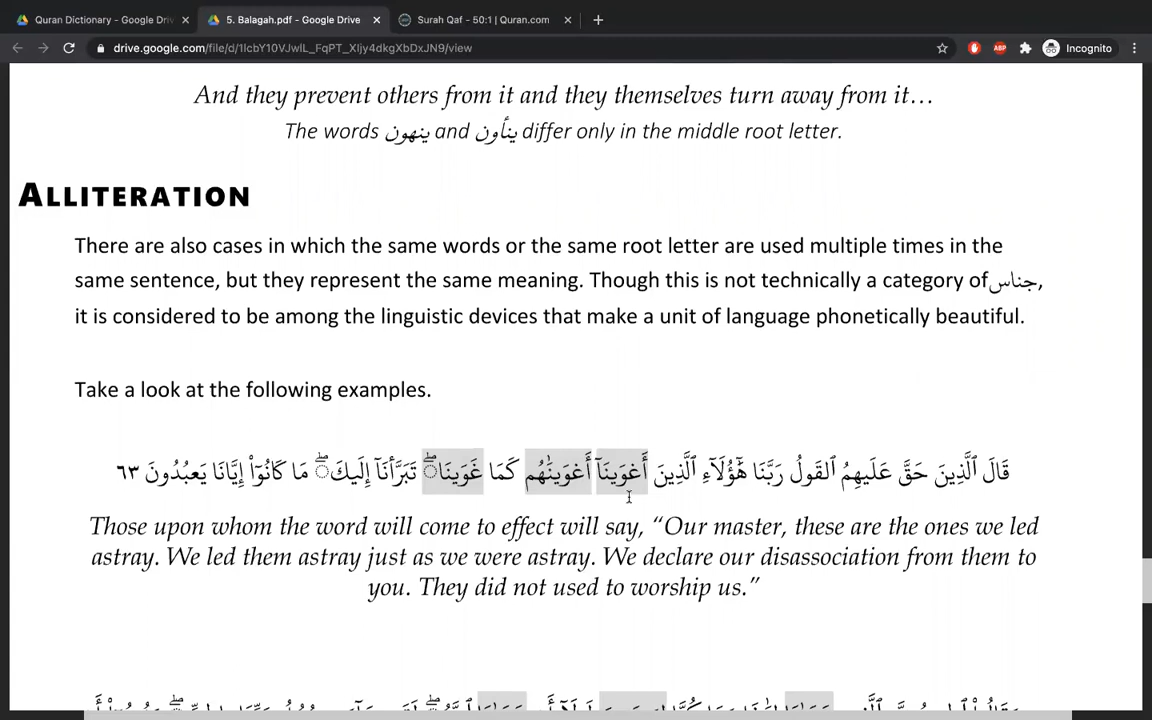 Quran Dictionary - Google Driv
5. Balagah.pdf - Google Drive
Surah Qaf - 50:1 | Quran.com
drive.google.com/file/d/1lcbY10VJwlL_FqPT_XIjy4dkgXbDxJN9/view
ABP
Incognito
And they prevent others from it and they themselves turn away from it…
The words ينهون and ينأون differ only in the middle root letter.
ALLITERATION
There are also cases in which the same words or the same root letter are used multiple times in the
same sentence, but they represent the same meaning. Though this is not technically a category of جناس,
it is considered to be among the linguistic devices that make a unit of language phonetically beautiful.
Take a look at the following examples.
قَالَ ٱلَّذِينَ حَقَّ عَلَيۡهِمُ ٱلۡقَوۡلُ رَبَّنَا هَٰٓؤُلَآءِ ٱلَّذِينَ أَغۡوَيۡنَآ أَغۡوَيۡنَٰهُمۡ كَمَا غَوَيۡنَاۖ تَبَرَّأۡنَآ إِلَيۡكَۖ مَا كَانُوٓاْ إِيَّانَا يَعۡبُدُونَ ٦٣
Those upon whom the word will come to effect will say, “Our master, these are the ones we led
astray. We led them astray just as we were astray. We declare our disassociation from them to
you. They did not used to worship us.”